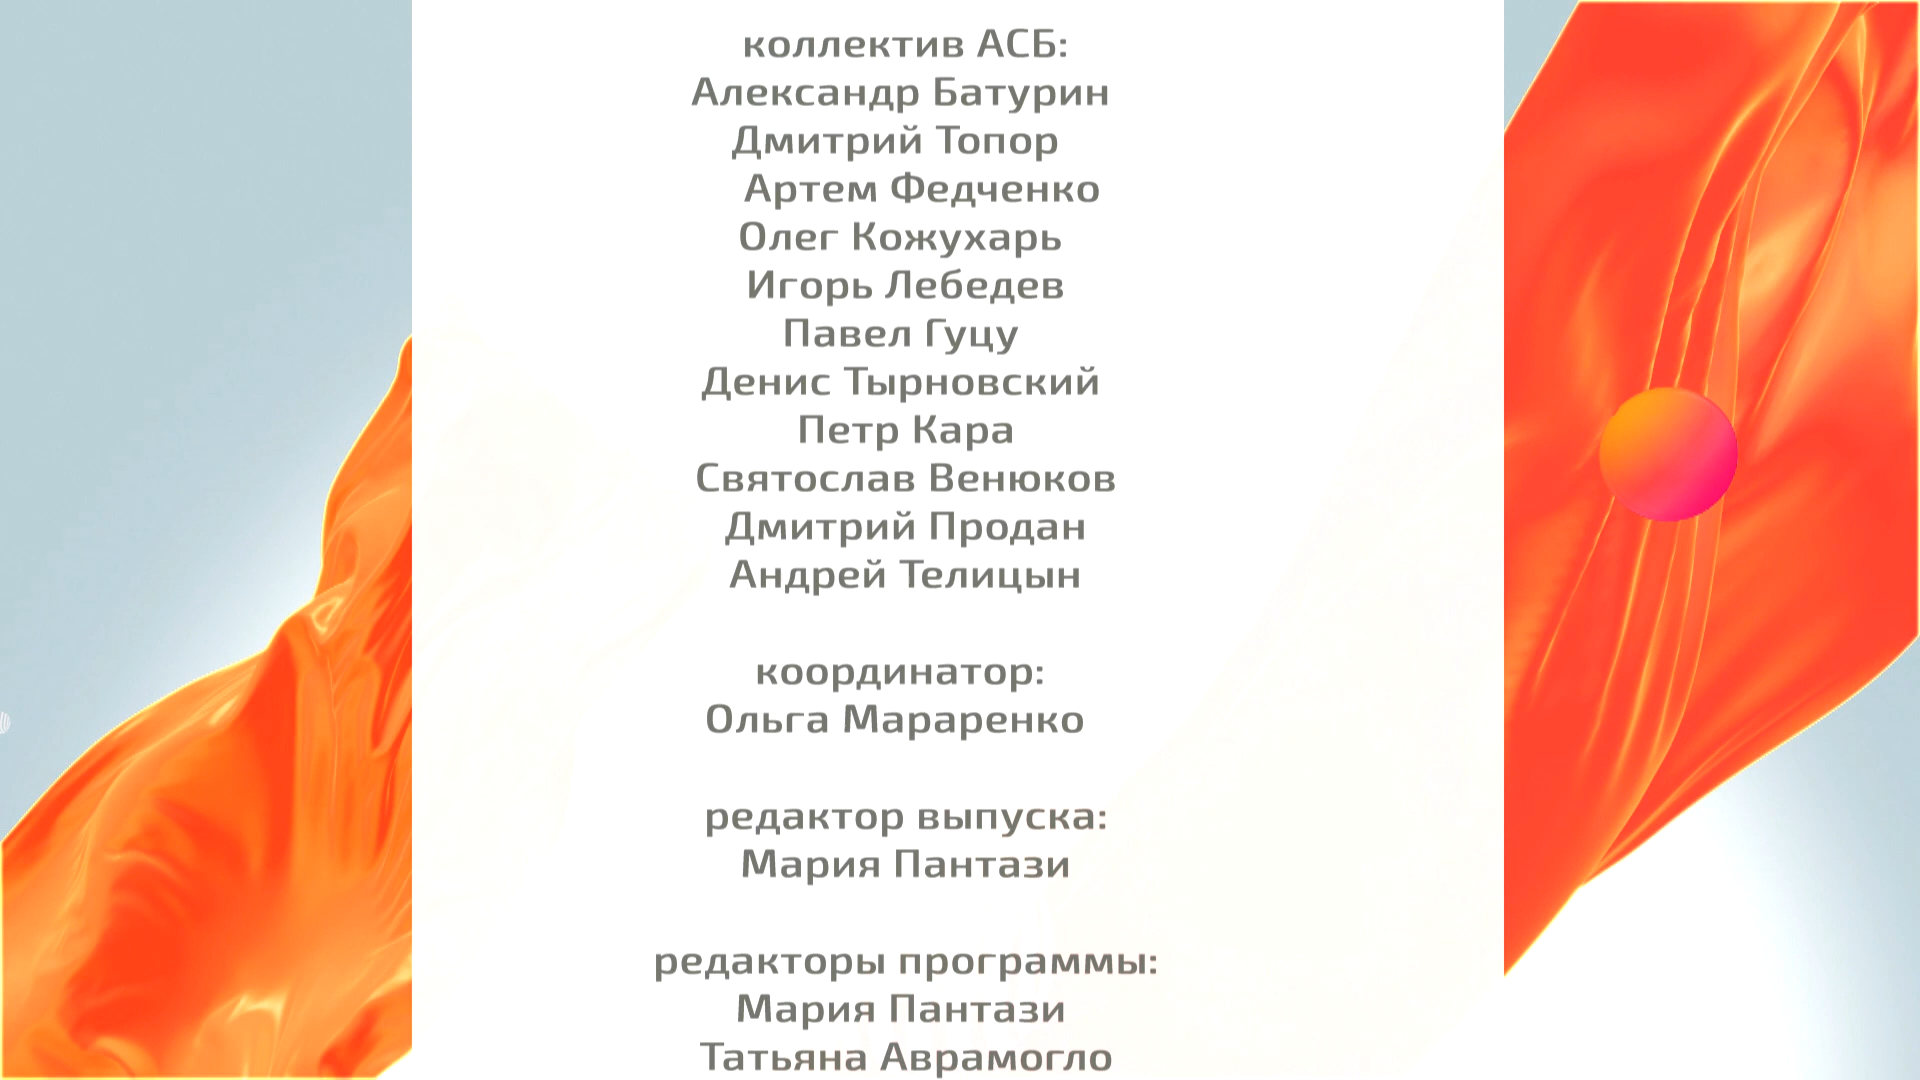 коллектив АСБ:
Александр Батурин
Дмитрий Топор
Артем Федченко
Олег Кожухарь
Игорь Лебедев
Павел Гуцу
Денис Тырновский
Петр Кара
Святослав Венюков
Дмитрий Продан
Андрей Телицын
координатор:
Ольга Мараренко
редактор выпуска:
Мария Пантази
редакторы программы:
Мария Пантази
Татьяна Аврамогло